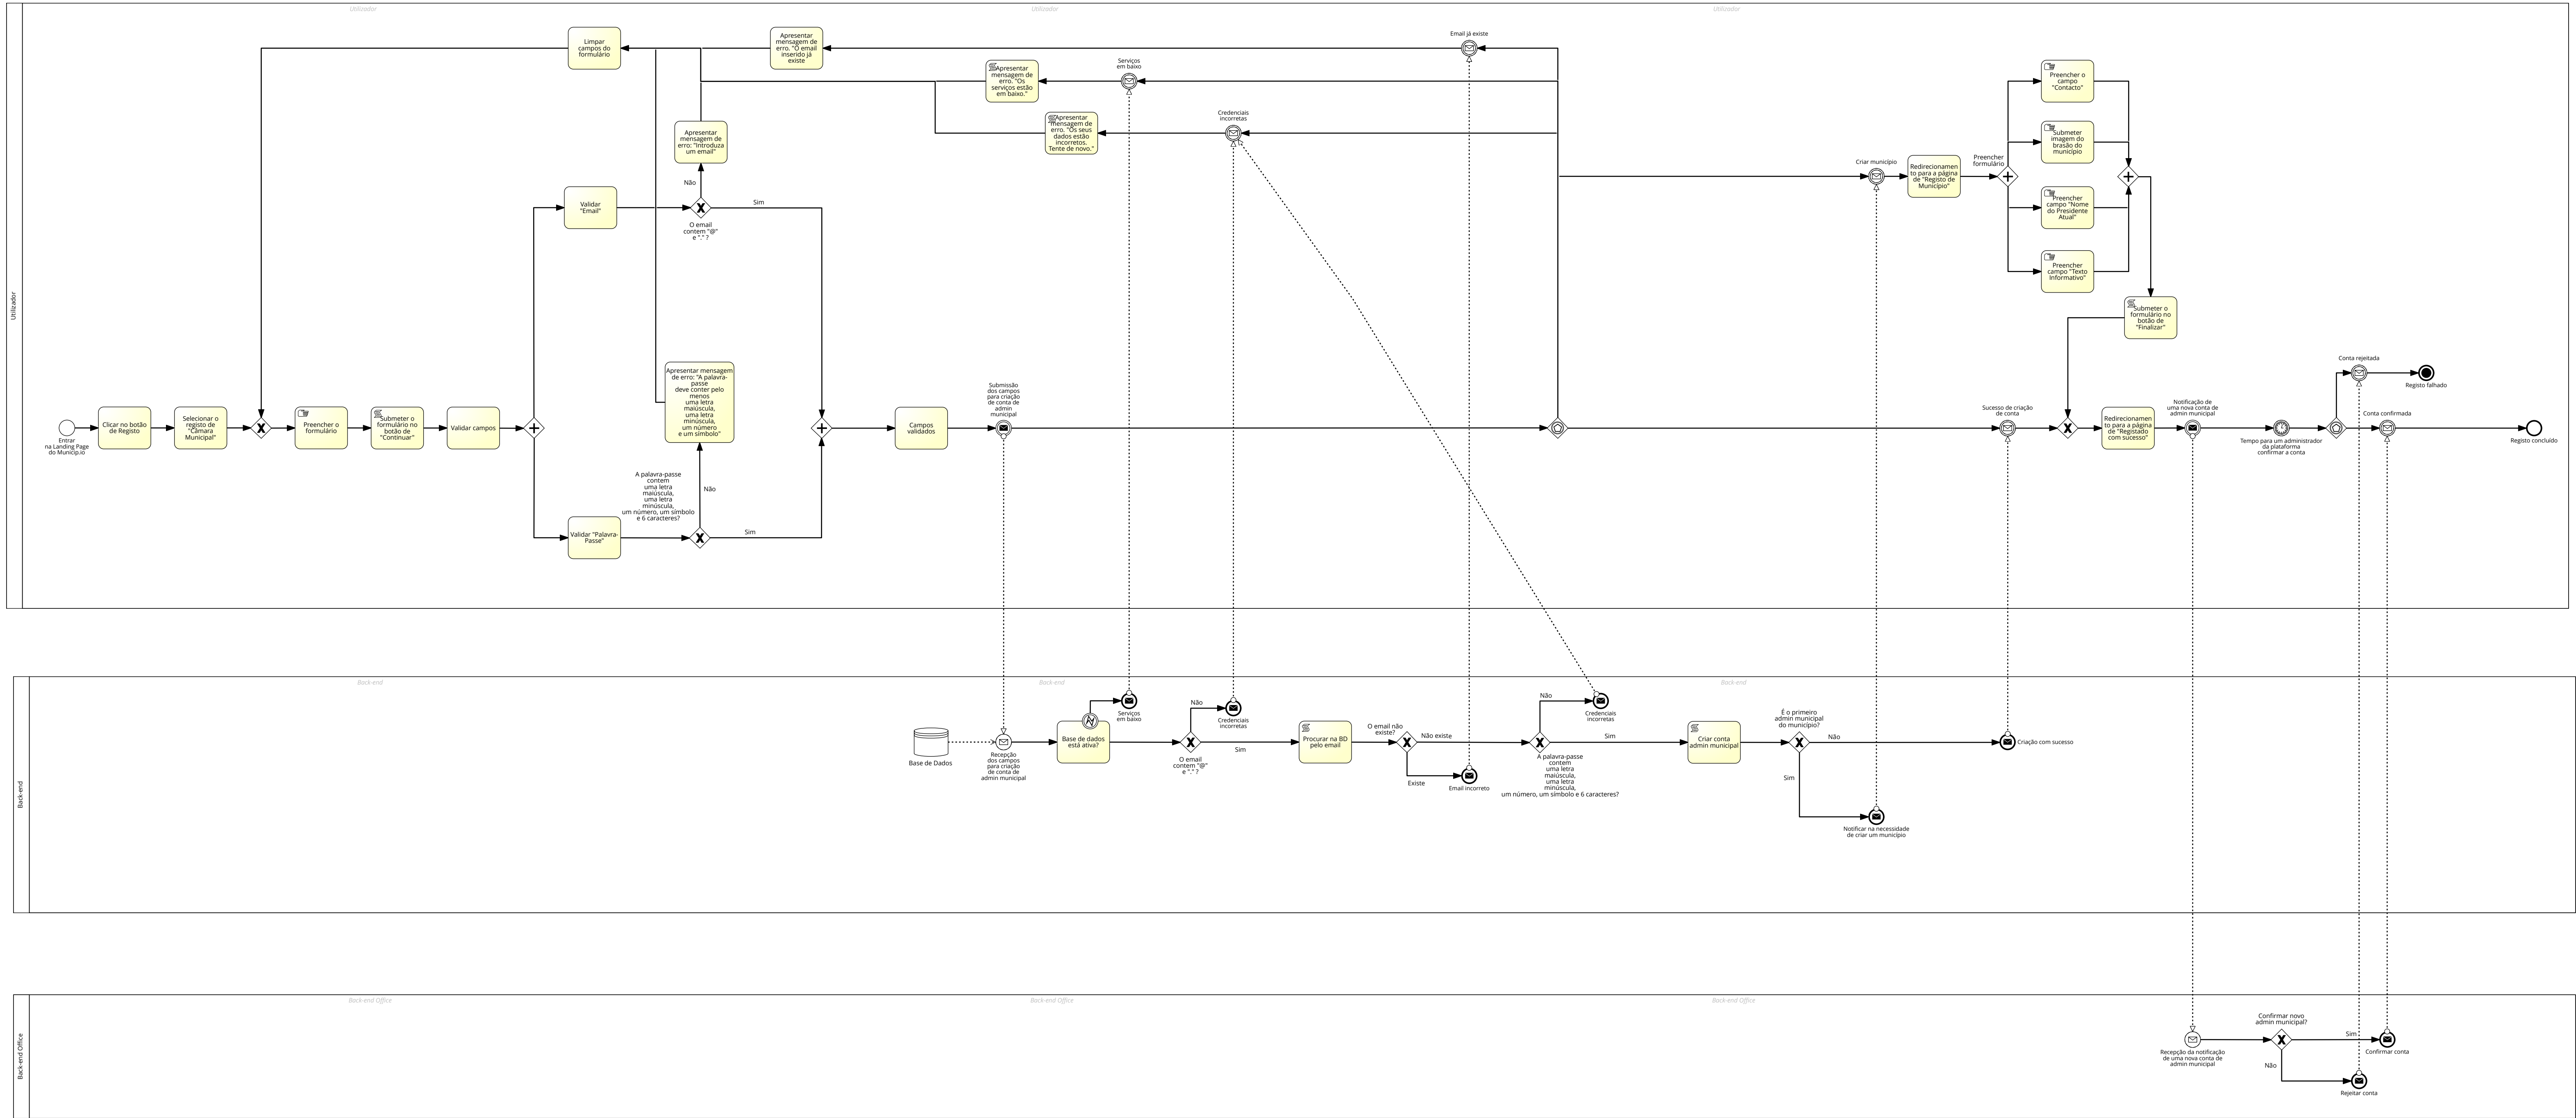 Utilizador
Utilizador
Utilizador
Utilizador
Limpar
campos do
formulário
Apresentar
mensagem de
erro. "O email
inserido já
existe
Email já existe
Apresentar
mensagem de
erro. "Os
serviços estão
em baixo."
Serviços
em baixo
Apresentar
mensagem de
erro. "Os seus
dados estão
incorretos.
Tente de novo."
Credenciais
incorretas
Apresentar
mensagem de
erro: "Introduza
um email"
Não
Validar
"Email"
Sim
O email
contem "@"
e "." ?
Criar município
Redirecionamen
to para a página
de "Registo de
Município"
Preencher
formulário
Preencher o
campo
"Contacto"
Submeter
imagem do
brasão do
município
Preencher
campo "Nome
do Presidente
Atual"
Preencher
campo "Texto
Informativo"
Submeter o
formulário no
botão de
"Finalizar"
Entrar
na Landing Page
do Municip.io
Clicar no botão
de Registo
Selecionar o
registo de
"Câmara
Municipal"
Preencher o
formulário
Submeter o
formulário no
botão de
"Continuar"
Validar campos
Apresentar mensagem
de erro: "A palavra-
passe
deve conter pelo
menos
uma letra
maiúscula,
uma letra
minúscula,
um número
e um símbolo"
Não
A palavra-passe
contem
uma letra
maiúscula,
uma letra
minúscula,
um número, um símbolo
e 6 caracteres?
Validar "Palavra-
Passe"
Sim
Campos
validados
Submissão
dos campos
para criação
de conta de
admin
municipal
Sucesso de criação
de conta
Redirecionamen
to para a página
de "Registado
com sucesso"
Notificação de
uma nova conta de
admin municipal
Tempo para um administrador
da plataforma
confirmar a conta
Conta rejeitada
Registo falhado
Conta confirmada
Registo concluído
Back-end
Back-end
Back-end
Back-end
Base de Dados
Recepção
dos campos
para criação
de conta de
admin municipal
Base de dados
está ativa?
Serviços
em baixo
Não
Credenciais
incorretas
O email
contem "@"
e "." ?
Sim
Procurar na BD
pelo email
O email não
existe?
Não existe
Existe
Email incorreto
Não
Credenciais
incorretas
A palavra-passe
contem
uma letra
maiúscula,
uma letra
minúscula,
um número, um símbolo e 6 caracteres?
Sim
Criar conta
admin municipal
É o primeiro
admin municipal
do município?
Não
Criação com sucesso
Sim
Notificar na necessidade
de criar um município
Back-end Office
Back-end Office
Back-end Office
Back-end Office
Recepção da notificação
de uma nova conta de
admin municipal
Confirmar novo
admin municipal?
Sim
Confirmar conta
Não
Rejeitar conta